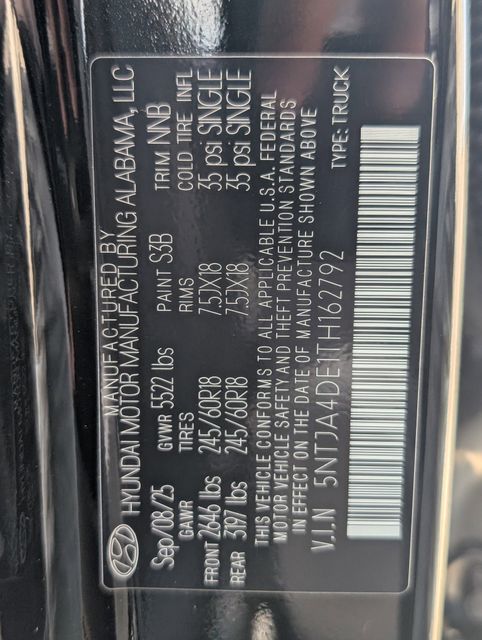 MANUFACTURED BY
HYUNDAI MOTOR MANUFACTURING ALABAMA, LLC
Sep/08/25 GVWR 5522 lbs PAINT S3B TRIM NNB
GAWR TIRES RIMS COLD TIRE INFL
FRONT 2646 lbs 245/60R18 7.5JX18 35 psi SINGLE
REAR 3197 lbs 245/60R18 7.5JX18 35 psi SINGLE
THIS VEHICLE CONFORMS TO ALL APPLICABLE U.S.A. FEDERAL
MOTOR VEHICLE SAFETY AND THEFT PREVENTION STANDARDS
IN EFFECT ON THE DATE OF MANUFACTURE SHOWN ABOVE
V.I.N 5NTJA4DE1TH162792 TYPE: TRUCK